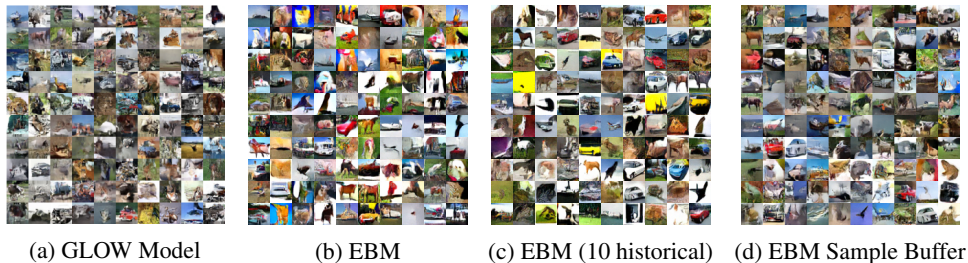 (a) GLOW Model
(b) EBM
(c) EBM (10 historical)
(d) EBM Sample Buffer